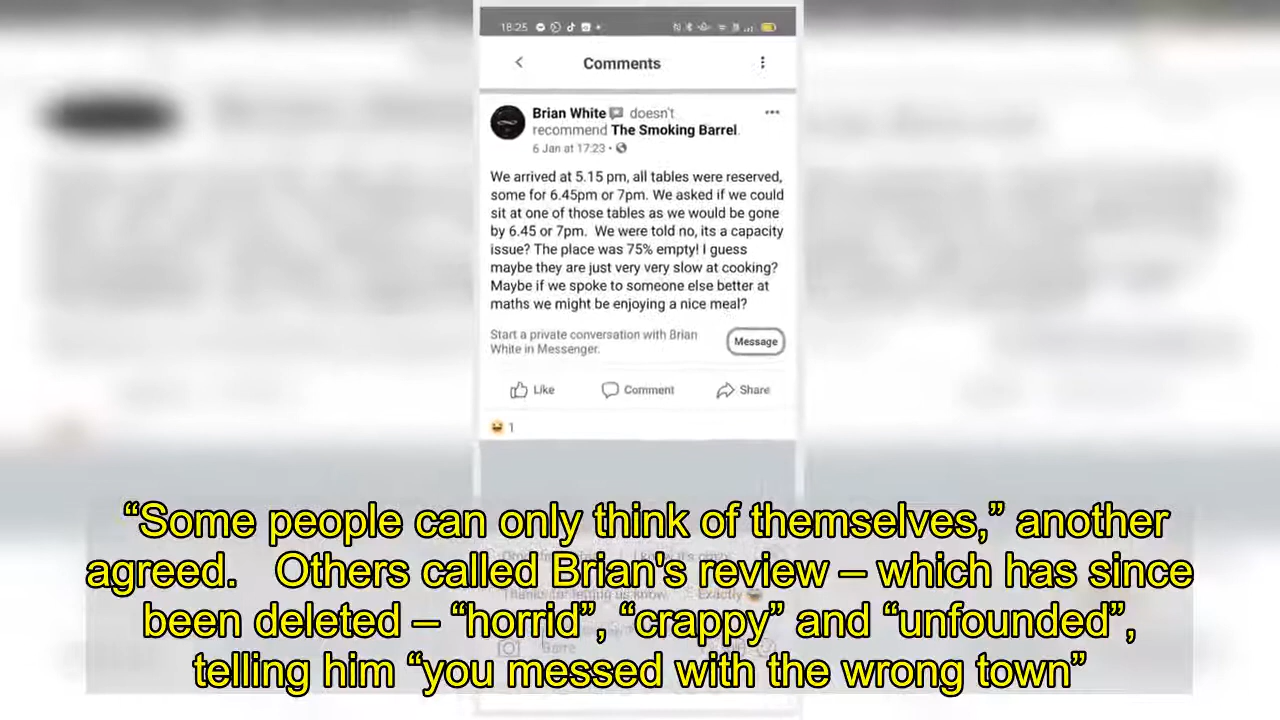 18:25
Comments
Brian White doesn't
recommend The Smoking Barrel.
6 Jan at 17:23 •
We arrived at 5.15 pm, all tables were reserved,
some for 6.45pm or 7pm. We asked if we could
sit at one of those tables as we would be gone
by 6.45 or 7pm. We were told no, its a capacity
issue? The place was 75% empty! I guess
maybe they are just very very slow at cooking?
Maybe if we spoke to someone else better at
maths we might be enjoying a nice meal?
Start a private conversation with Brian
White in Messenger.
Message
Like
Comment
Share
1
“Some people can only think of themselves,” another
agreed. Others called Brian's review – which has since
been deleted – “horrid”, “crappy” and “unfounded”,
telling him “you messed with the wrong town”
Thanks for letting us know
Exactly